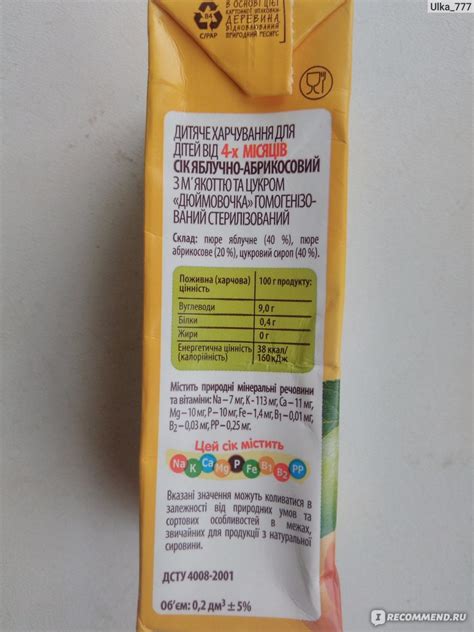 Ulka_777
В ОСНОВІ ЦІЄЇ
КАРТОННОЇ УПАКОВКИ
ДЕРЕВИНА,
ВІДНОВЛЮВАНИЙ
ПРИРОДНИЙ РЕСУРС
84
C/PAP
ДИТЯЧЕ ХАРЧУВАННЯ ДЛЯ
ДІТЕЙ ВІД 4-х МІСЯЦІВ
СІК ЯБЛУЧНО-АБРИКОСОВИЙ
З М´ЯКОТТЮ ТА ЦУКРОМ
«ДЮЙМОВОЧКА» ГОМОГЕНІЗО-
ВАНИЙ СТЕРИЛІЗОВАНИЙ
Склад: пюре яблучне (40 %), пюре
абрикосове (20 %), цукровий сироп (40 %).
Поживна (харчова) 100 г продукту:
цінність
Вуглеводи 9,0 г
Білки 0,4 г
Жири 0 г
Енергетична цінність 38 ккал/
(калорійність) 160 кДж
Містить природні мінеральні речовини
та вітаміни: Na – 7 мг, K - 113 мг, Ca – 11 мг,
Mg – 10 мг, P – 10 мг, Fe – 1,4 мг, B₁ – 0,01 мг,
B₂ – 0,03 мг, PP – 0,25 мг.
Цей сік містить
Na K Ca Mg P Fe B1 B2 PP
Вказані значення можуть коливатися в
залежності від природних умов та
сортових особливостей в межах,
звичайних для продукції з натуральної
сировини.
ДСТУ 4008-2001
Об'єм: 0,2 дм³ ± 5%
I RECOMMEND.RU